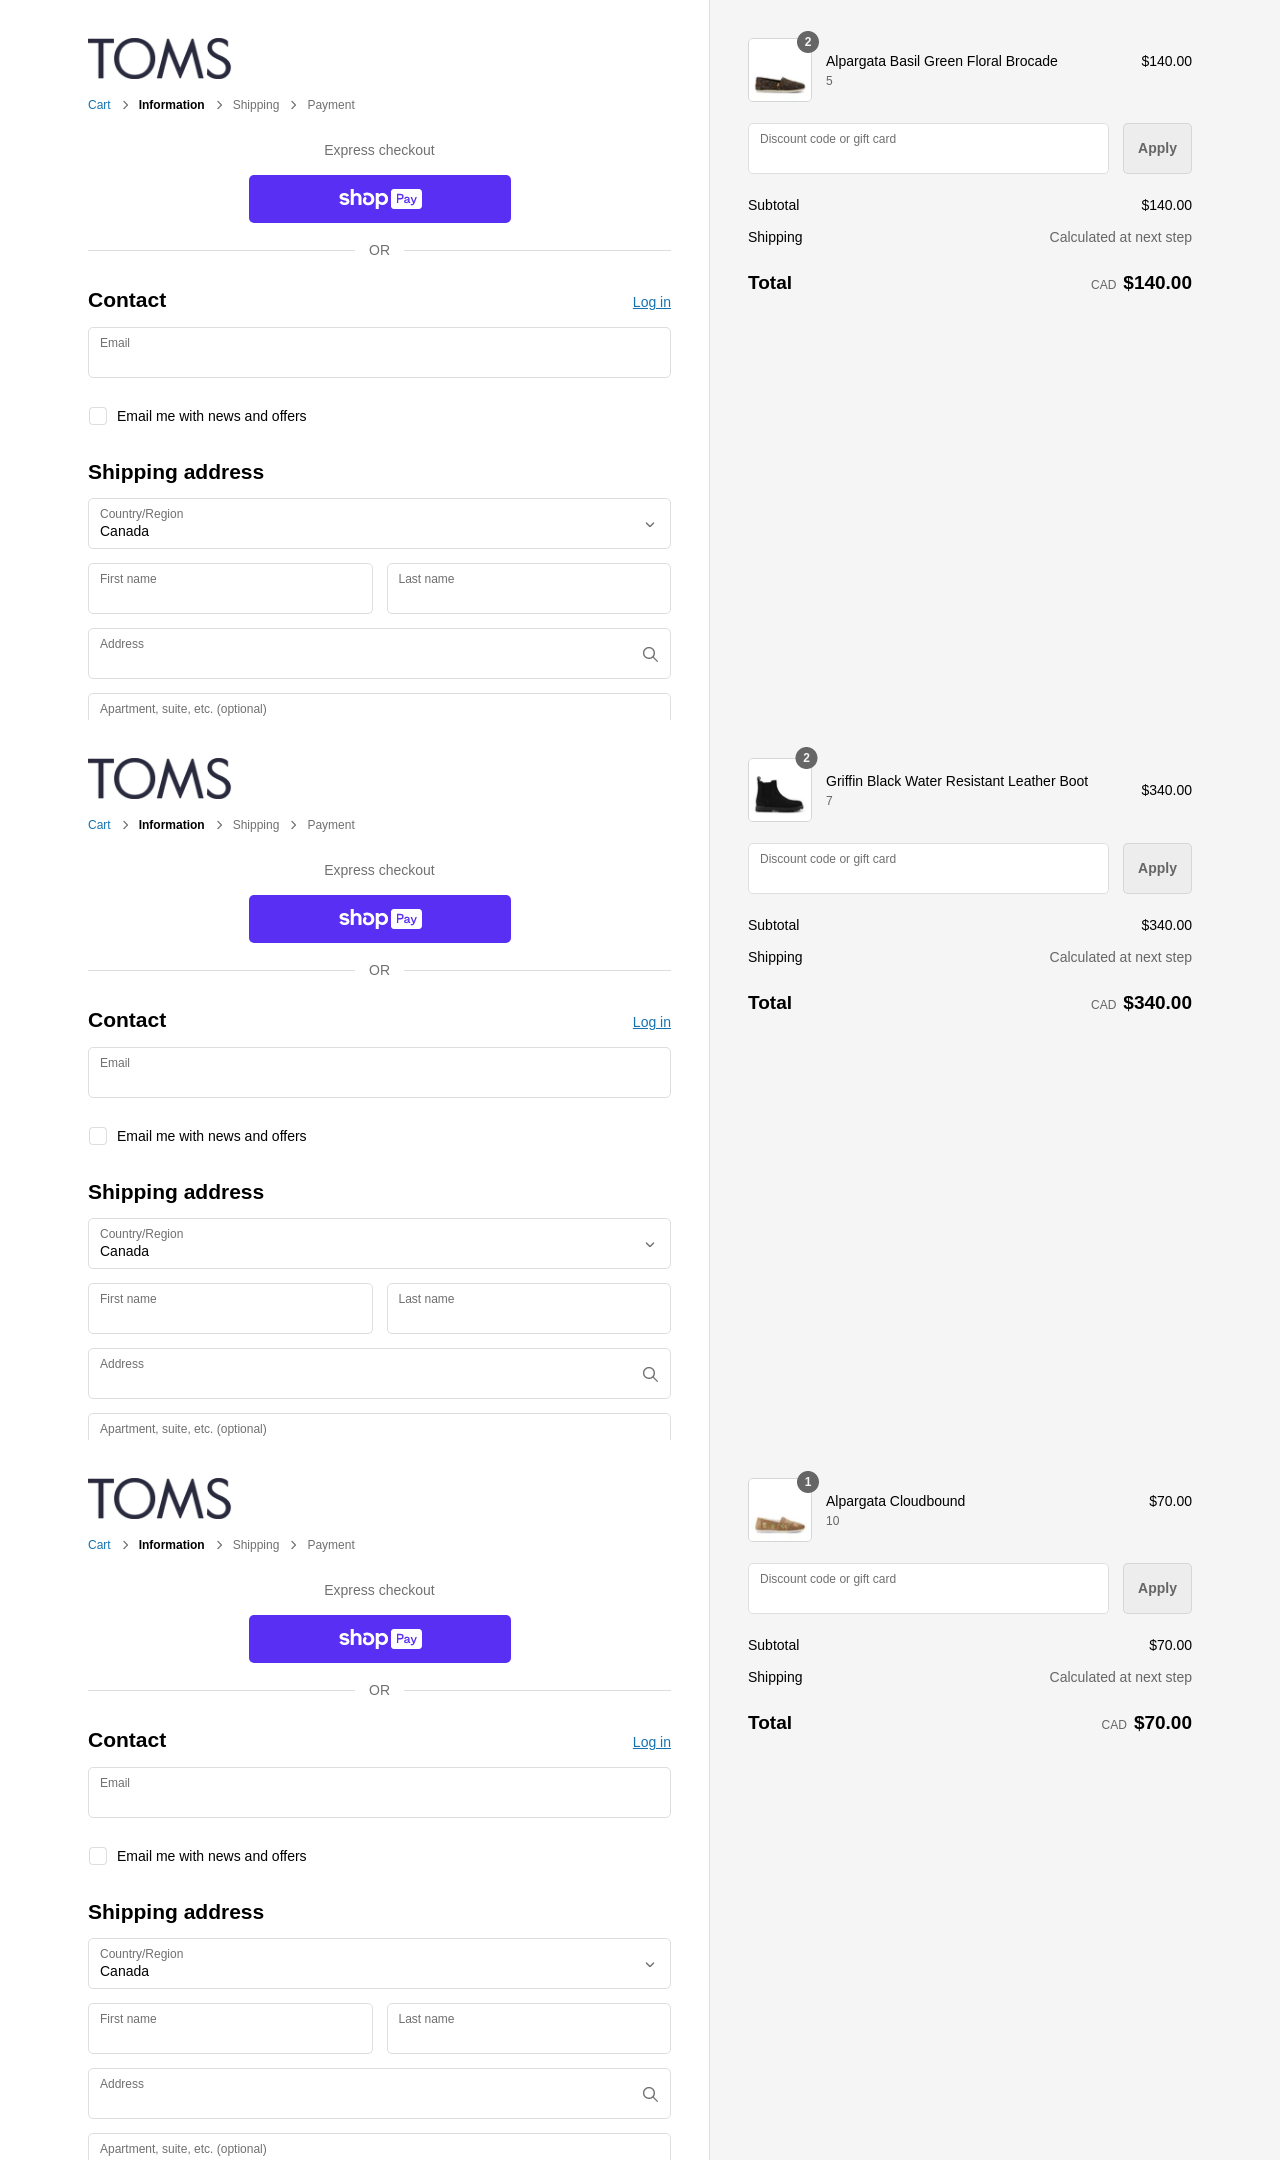 TOMS
Cart > Information > Shipping > Payment
Express checkout
shop Pay
OR
Contact
Log in
Email
Email me with news and offers
Shipping address
Country/Region
Canada
First name
Last name
Address
Apartment, suite, etc. (optional)
2
Alpargata Basil Green Floral Brocade
$140.00
5
Discount code or gift card
Apply
Subtotal
$140.00
Shipping
Calculated at next step
Total
CAD $140.00
TOMS
Cart > Information > Shipping > Payment
Express checkout
shop Pay
OR
Contact
Log in
Email
Email me with news and offers
Shipping address
Country/Region
Canada
First name
Last name
Address
Apartment, suite, etc. (optional)
2
Griffin Black Water Resistant Leather Boot
7
$340.00
Discount code or gift card
Apply
Subtotal
$340.00
Shipping
Calculated at next step
Total
CAD $340.00
TOMS
Cart > Information > Shipping > Payment
Express checkout
shop Pay
OR
Contact
Log in
Email
Email me with news and offers
Shipping address
Country/Region
Canada
First name
Last name
Address
Apartment, suite, etc. (optional)
1
Alpargata Cloudbound
$70.00
10
Discount code or gift card
Apply
Subtotal
$70.00
Shipping
Calculated at next step
Total
CAD $70.00